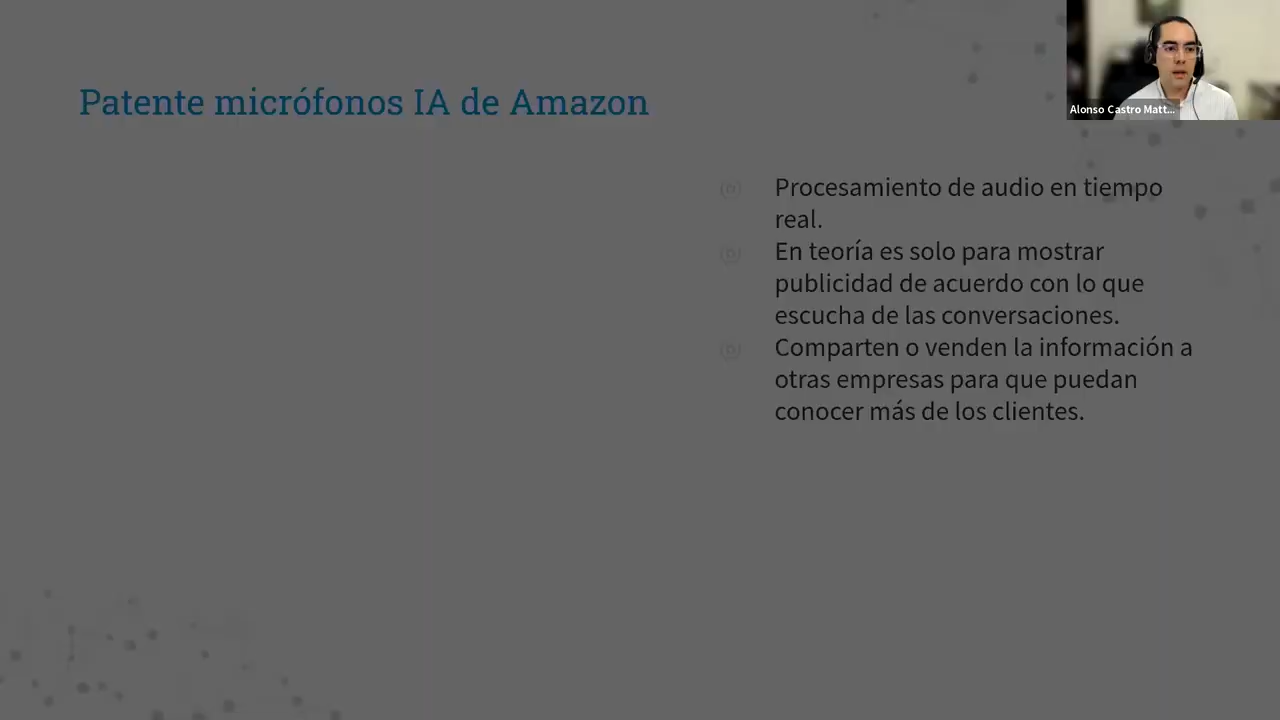 Patente micrófonos IA de Amazon
Alonso Castro Matt...
Procesamiento de audio en tiempo
real.
En teoría es solo para mostrar
publicidad de acuerdo con lo que
escucha de las conversaciones.
Comparten o venden la información a
otras empresas para que puedan
conocer más de los clientes.